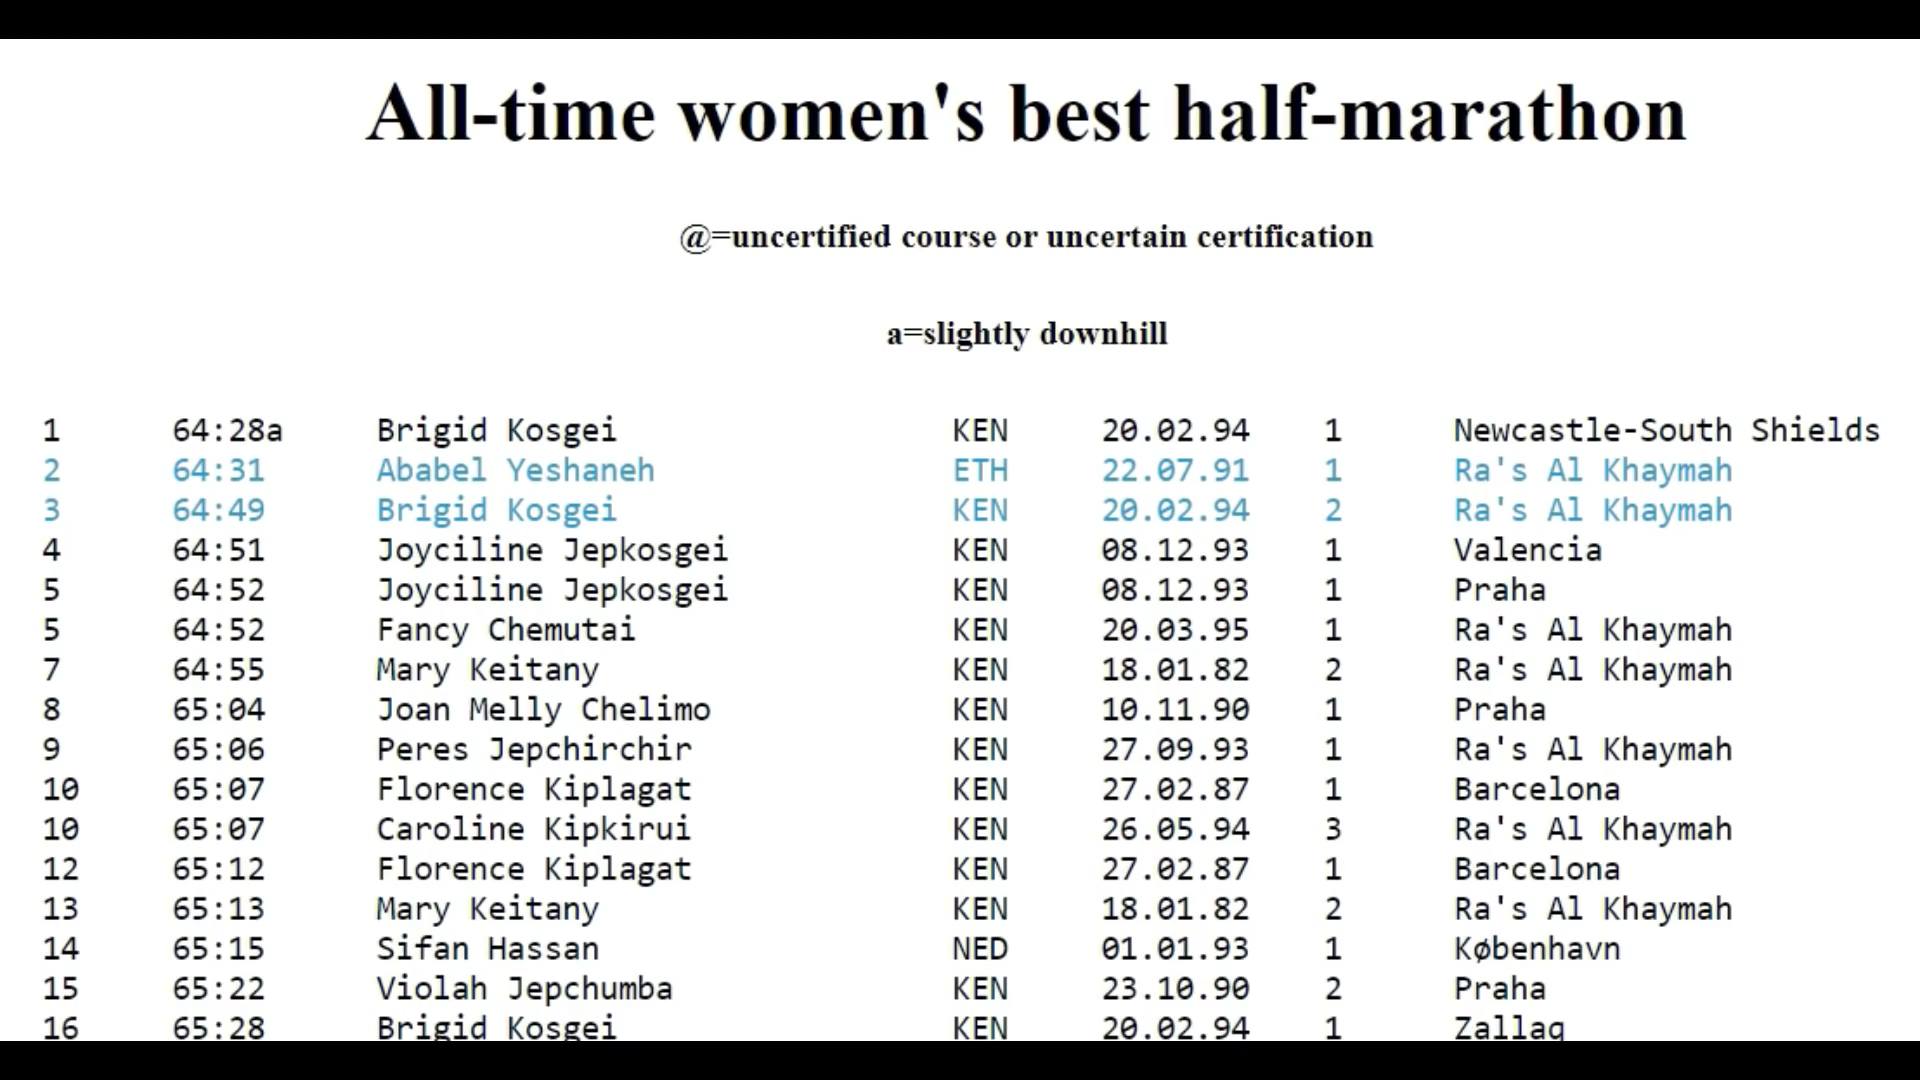 All-time women's best half-marathon
@=uncertified course or uncertain certification
a=slightly downhill
1 64:28a Brigid Kosgei KEN 20.02.94 1 Newcastle-South Shields
2 64:31 Ababel Yeshaneh ETH 22.07.91 1 Ra's Al Khaymah
3 64:49 Brigid Kosgei KEN 20.02.94 2 Ra's Al Khaymah
4 64:51 Joyciline Jepkosgei KEN 08.12.93 1 Valencia
5 64:52 Joyciline Jepkosgei KEN 08.12.93 1 Praha
5 64:52 Fancy Chemutai KEN 20.03.95 1 Ra's Al Khaymah
7 64:55 Mary Keitany KEN 18.01.82 2 Ra's Al Khaymah
8 65:04 Joan Melly Chelimo KEN 10.11.90 1 Praha
9 65:06 Peres Jepchirchir KEN 27.09.93 1 Ra's Al Khaymah
10 65:07 Florence Kiplagat KEN 27.02.87 1 Barcelona
10 65:07 Caroline Kipkirui KEN 26.05.94 3 Ra's Al Khaymah
12 65:12 Florence Kiplagat KEN 27.02.87 1 Barcelona
13 65:13 Mary Keitany KEN 18.01.82 2 Ra's Al Khaymah
14 65:15 Sifan Hassan NED 01.01.93 1 København
15 65:22 Violah Jepchumba KEN 23.10.90 2 Praha
16 65:28 Brigid Kosgei KEN 20.02.94 1 Zallaq